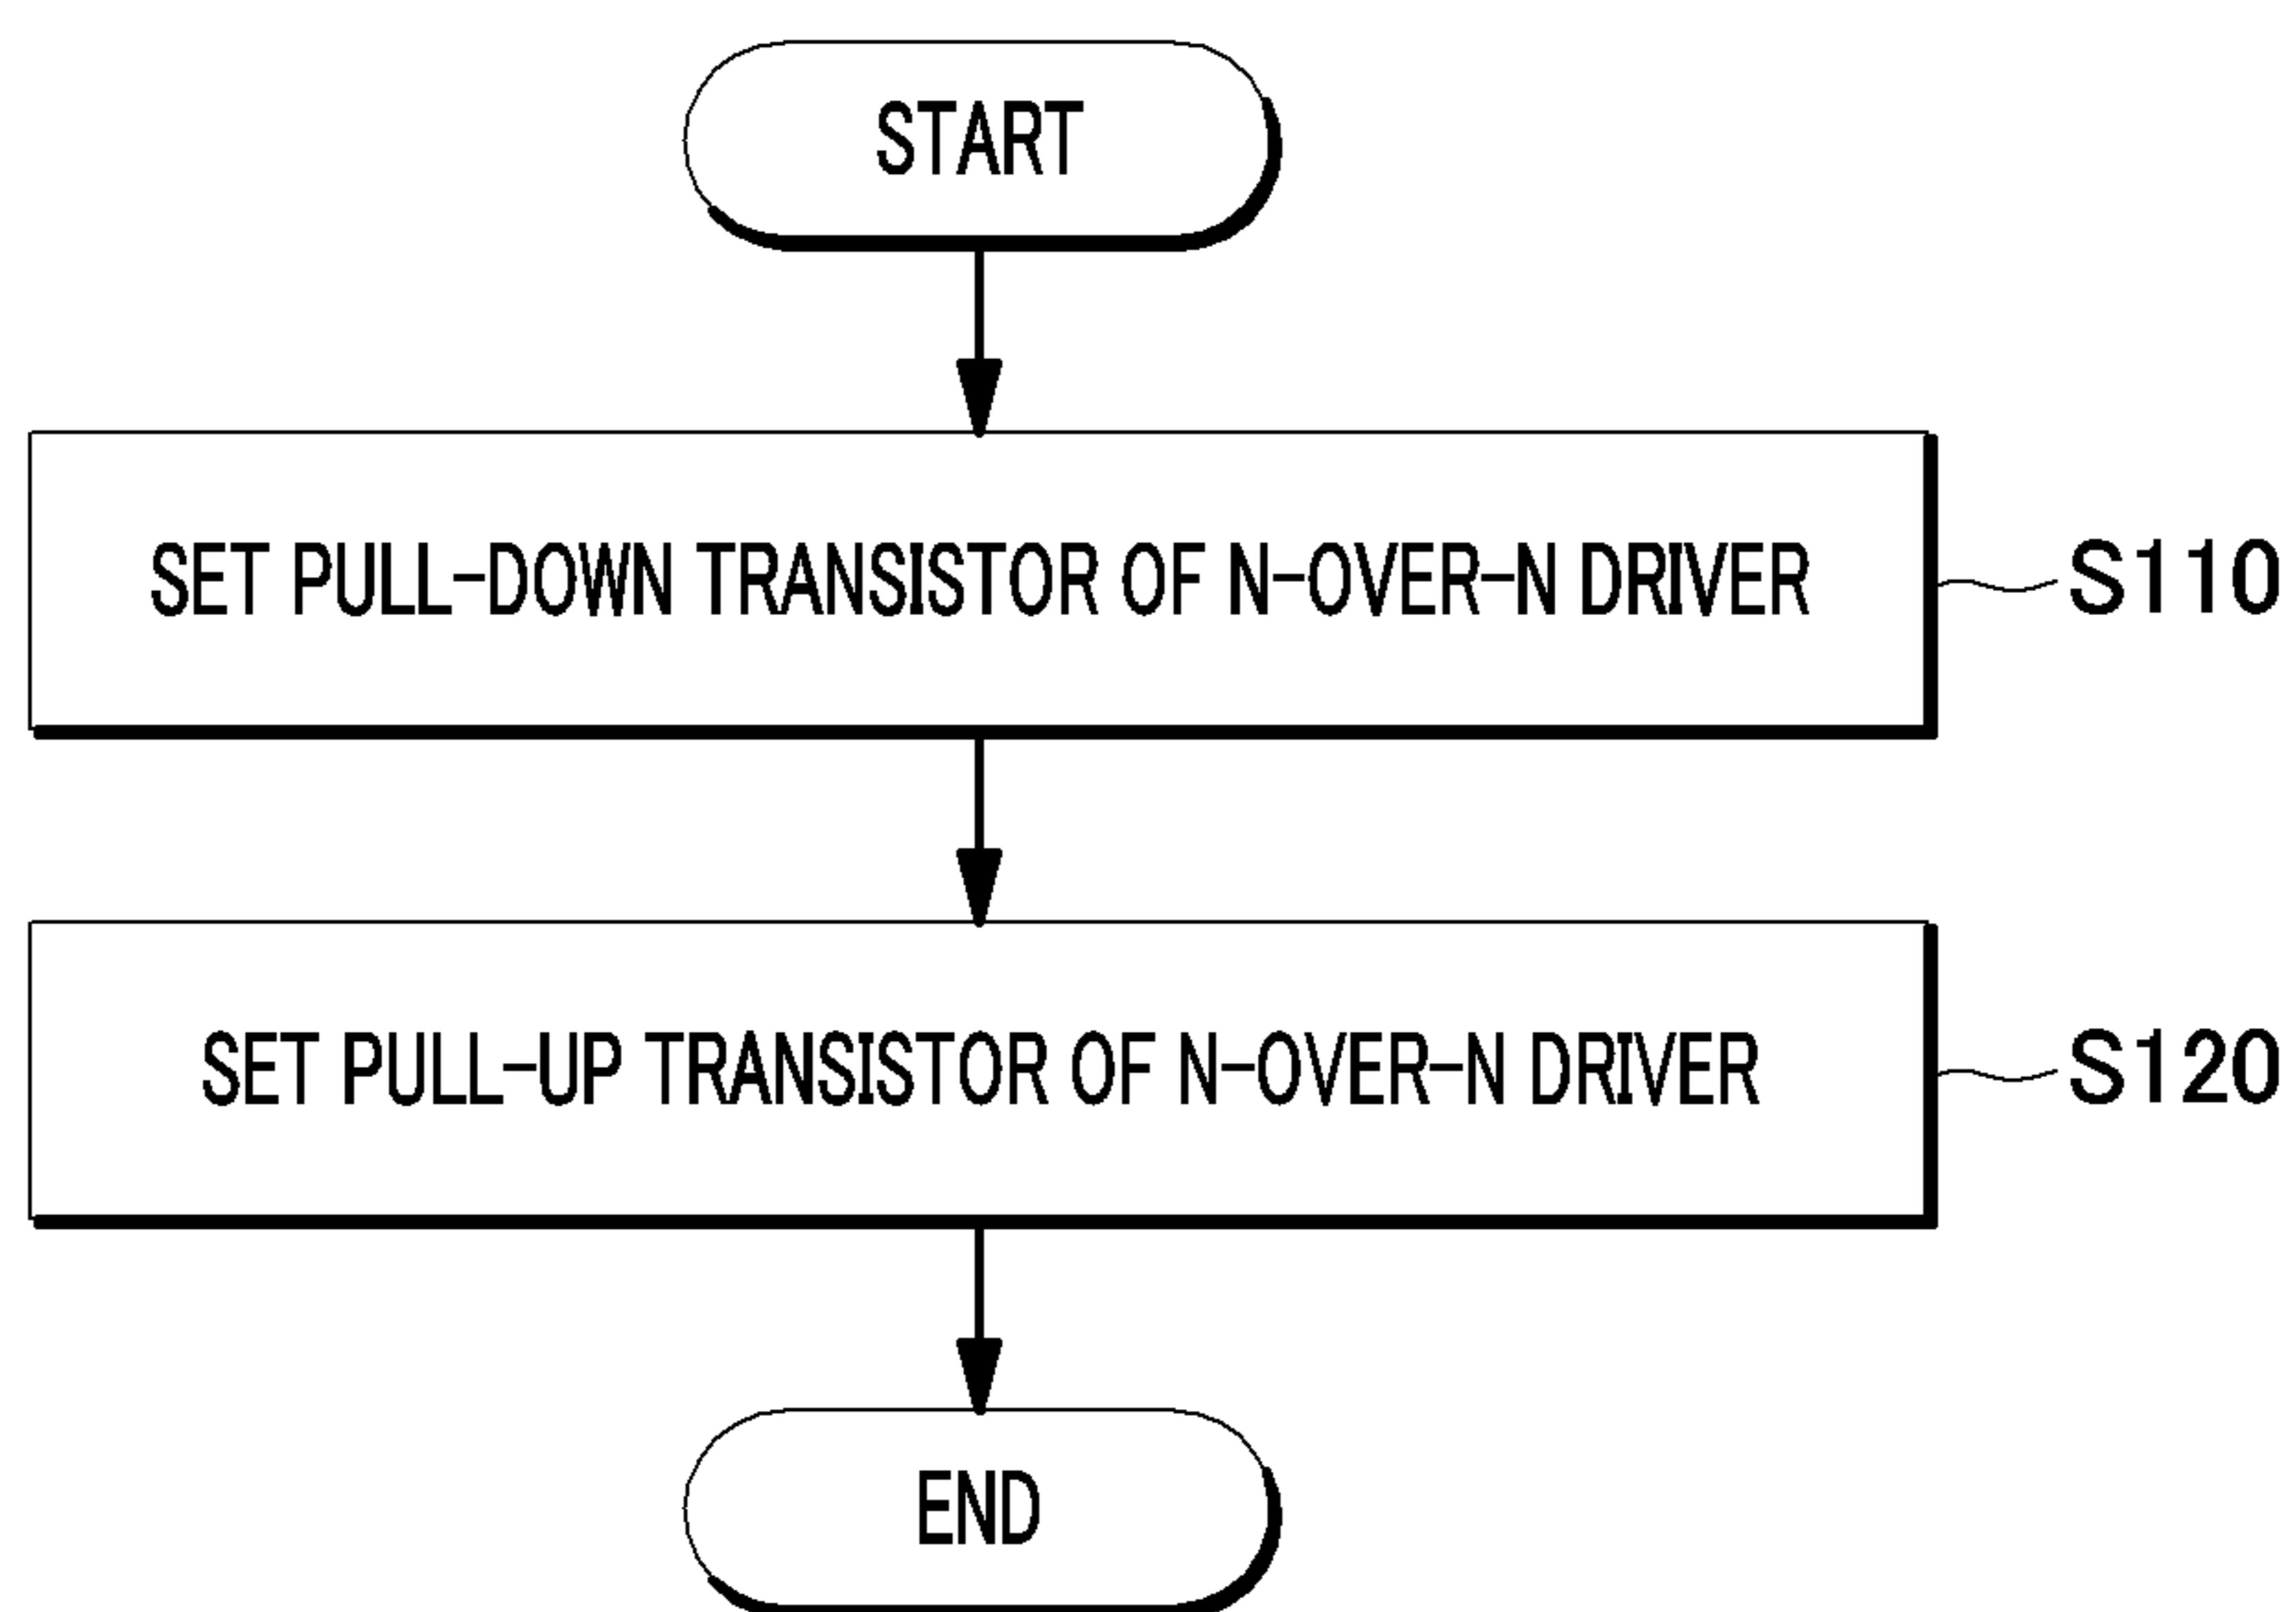 START
SET PULL-DOWN TRANSISTOR OF N-OVER-N DRIVER
S110
SET PULL-UP TRANSISTOR OF N-OVER-N DRIVER
S120
END